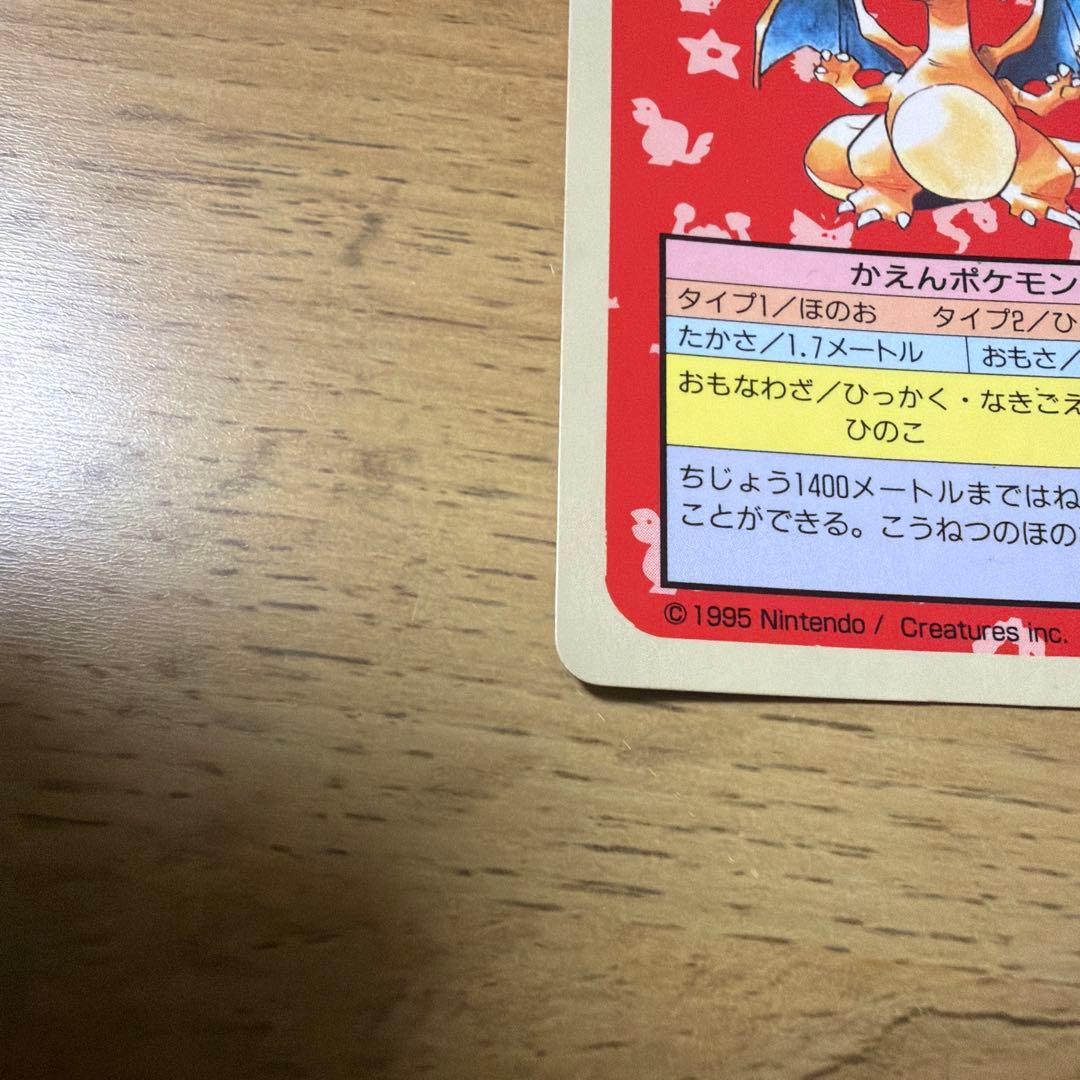 かえんポケモン
タイプ1/ほのお タイプ2/ひ
たかさ/1.7メートル おもさ/
おもなわざ/ひっかく・なきごえ
ひのこ
ちじょう1400メートルまではね
ことができる。こうねつのほの
© 1995 Nintendo / Creatures inc.